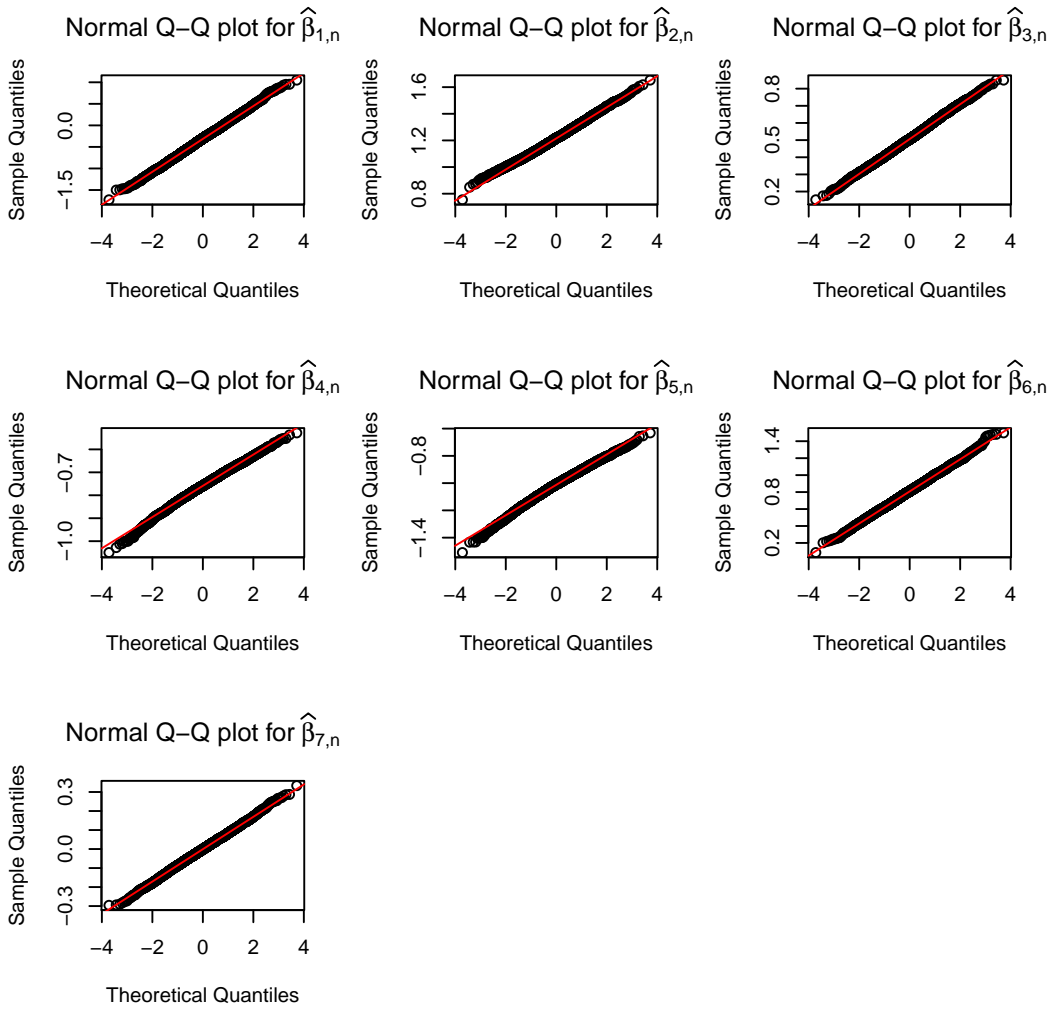 Normal Q−Q plot for β̂1,n
Sample Quantiles
−1.5 0.0
−4 −2 0 2 4
Theoretical Quantiles
Normal Q−Q plot for β̂2,n
Sample Quantiles
0.8 1.2 1.6
−4 −2 0 2 4
Theoretical Quantiles
Normal Q−Q plot for β̂3,n
Sample Quantiles
0.2 0.5 0.8
−4 −2 0 2 4
Theoretical Quantiles
Normal Q−Q plot for β̂4,n
Sample Quantiles
−1.0 −0.7
−4 −2 0 2 4
Theoretical Quantiles
Normal Q−Q plot for β̂5,n
Sample Quantiles
−1.4 −0.8
−4 −2 0 2 4
Theoretical Quantiles
Normal Q−Q plot for β̂6,n
Sample Quantiles
0.2 0.8 1.4
−4 −2 0 2 4
Theoretical Quantiles
Normal Q−Q plot for β̂7,n
Sample Quantiles
−0.3 0.0 0.3
−4 −2 0 2 4
Theoretical Quantiles